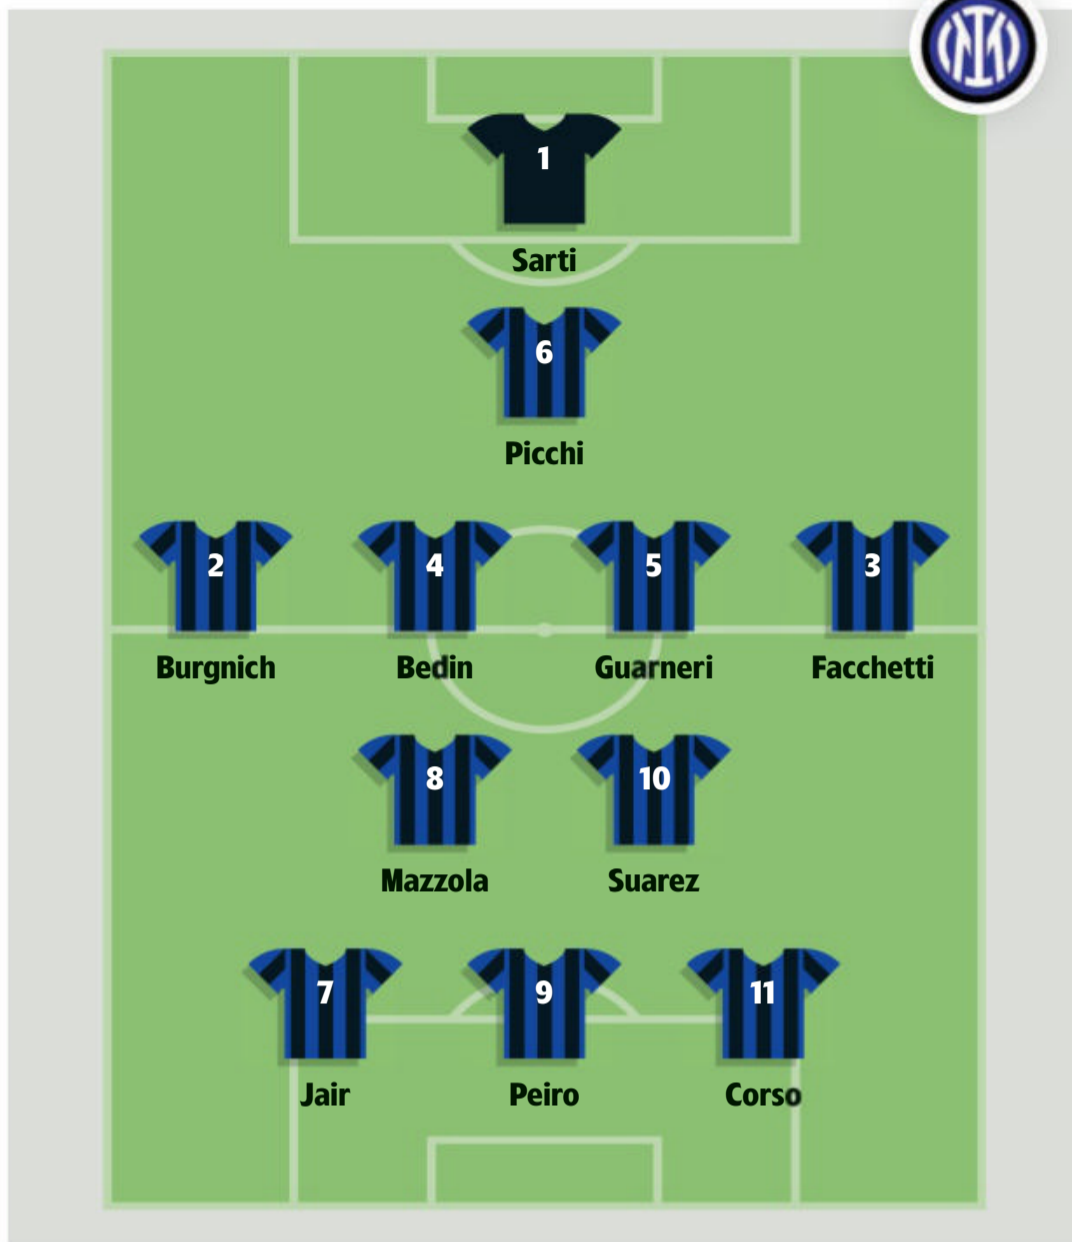 1
Sarti
6
Picchi
2 4 5 3
Burgnich Bedin Guarneri Facchetti
8 10
Mazzola Suarez
7 9 11
Jair Peiro Corso